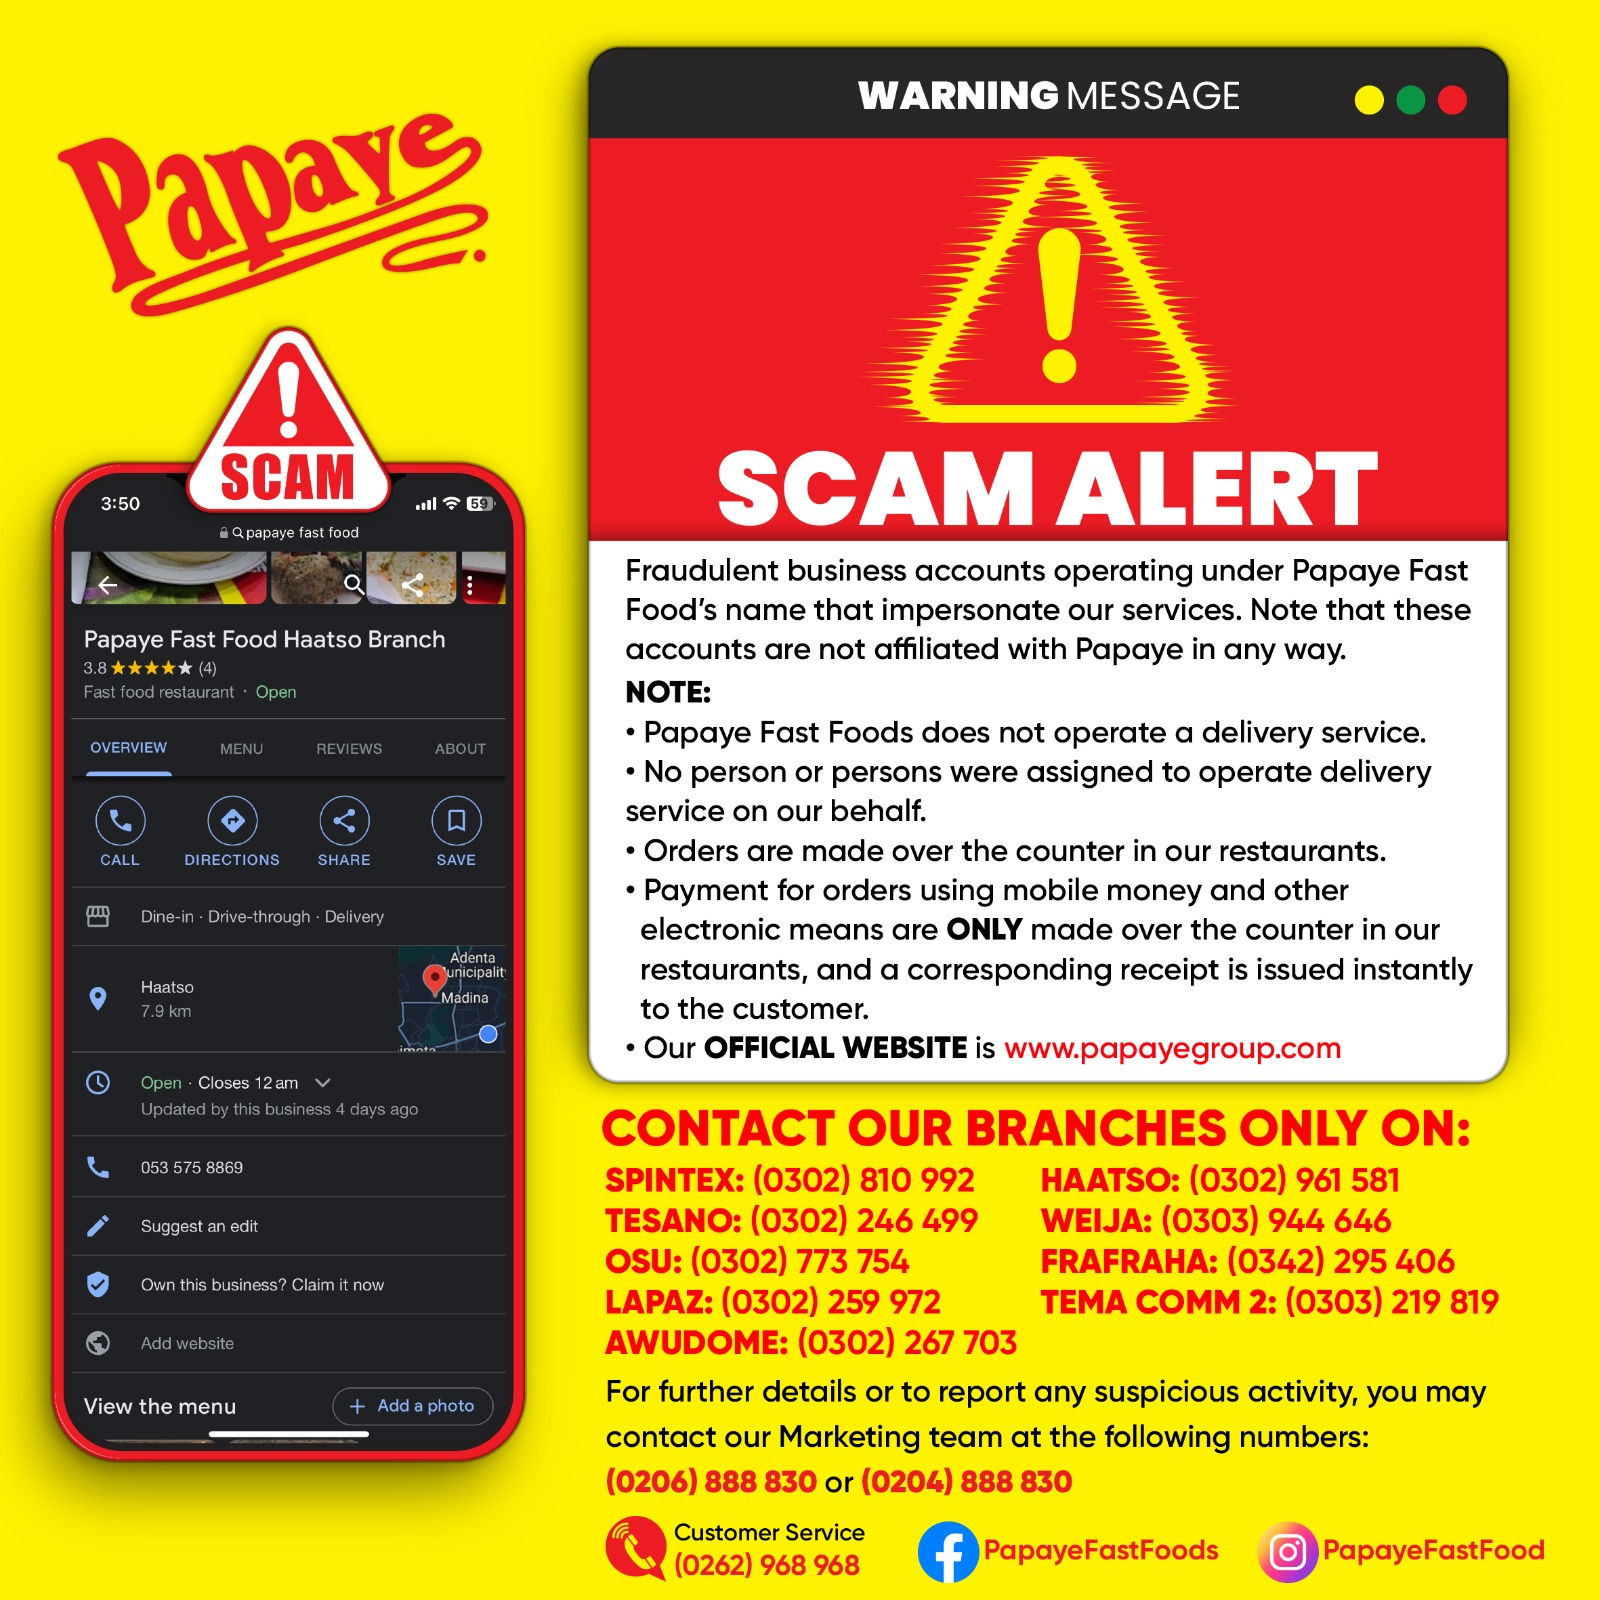 Papaye
SCAM
3:50
59
papaye fast food
Papaye Fast Food Haatso Branch
3.8 (4)
Fast food restaurant · Open
OVERVIEW MENU REVIEWS ABOUT
CALL DIRECTIONS SHARE SAVE
Dine-in · Drive-through · Delivery
Haatso
7.9 km
Adenta
unicipality
Madina
imota
Open · Closes 12 am
Updated by this business 4 days ago
053 575 8869
Suggest an edit
Own this business? Claim it now
Add website
View the menu
+ Add a photo
WARNING MESSAGE
SCAM ALERT
Fraudulent business accounts operating under Papaye Fast
Food's name that impersonate our services. Note that these
accounts are not affiliated with Papaye in any way.
NOTE:
• Papaye Fast Foods does not operate a delivery service.
• No person or persons were assigned to operate delivery
service on our behalf.
• Orders are made over the counter in our restaurants.
• Payment for orders using mobile money and other
electronic means are ONLY made over the counter in our
restaurants, and a corresponding receipt is issued instantly
to the customer.
• Our OFFICIAL WEBSITE is www.papayegroup.com
CONTACT OUR BRANCHES ONLY ON:
SPINTEX: (0302) 810 992
TESANO: (0302) 246 499
OSU: (0302) 773 754
LAPAZ: (0302) 259 972
AWUDOME: (0302) 267 703
HAATSO: (0302) 961 581
WEIJA: (0303) 944 646
FRAFRAHA: (0342) 295 406
TEMA COMM 2: (0303) 219 819
For further details or to report any suspicious activity, you may
contact our Marketing team at the following numbers:
(0206) 888 830 or (0204) 888 830
Customer Service
(0262) 968 968
PapayeFastFoods
PapayeFastFood